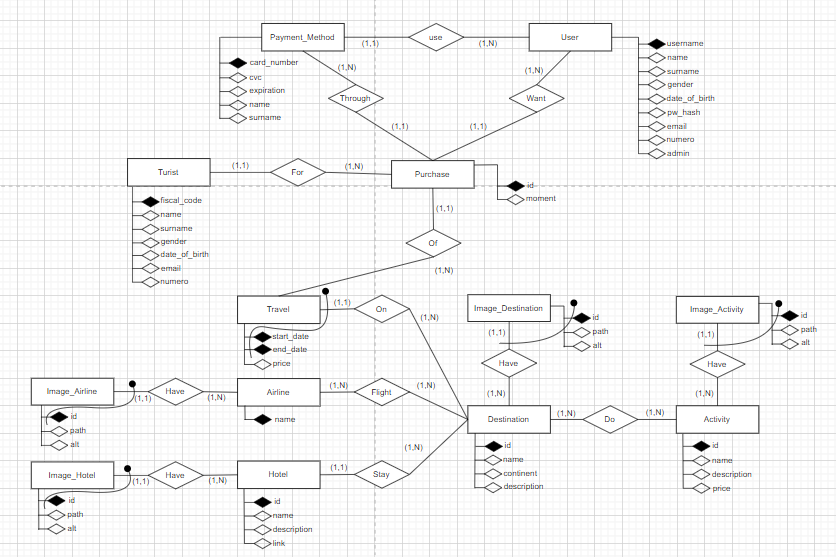 Payment_Method
(1,1)
use
(1,N)
User
card_number
cvc
expiration
name
surname
(1,N)
Through
(1,1)
(1,N)
Want
(1,1)
username
name
surname
gender
date_of_birth
pw_hash
email
numero
admin
Turist
(1,1)
For
(1,N)
Purchase
id
moment
fiscal_code
name
surname
gender
date_of_birth
email
numero
(1,1)
Of
(1,N)
Travel
(1,1)
On
(1,N)
start_date
end_date
price
Image_Destination
id
path
alt
(1,1)
Have
(1,N)
Image_Activity
id
path
alt
(1,1)
Have
(1,N)
Image_Airline
(1,1)
Have
(1,N)
Airline
(1,N)
Flight
(1,N)
id
path
alt
name
Destination
(1,N)
Do
(1,N)
Activity
id
name
continent
description
id
name
description
price
Image_Hotel
(1,1)
Have
(1,N)
Hotel
(1,1)
Stay
(1,N)
id
path
alt
id
name
description
link